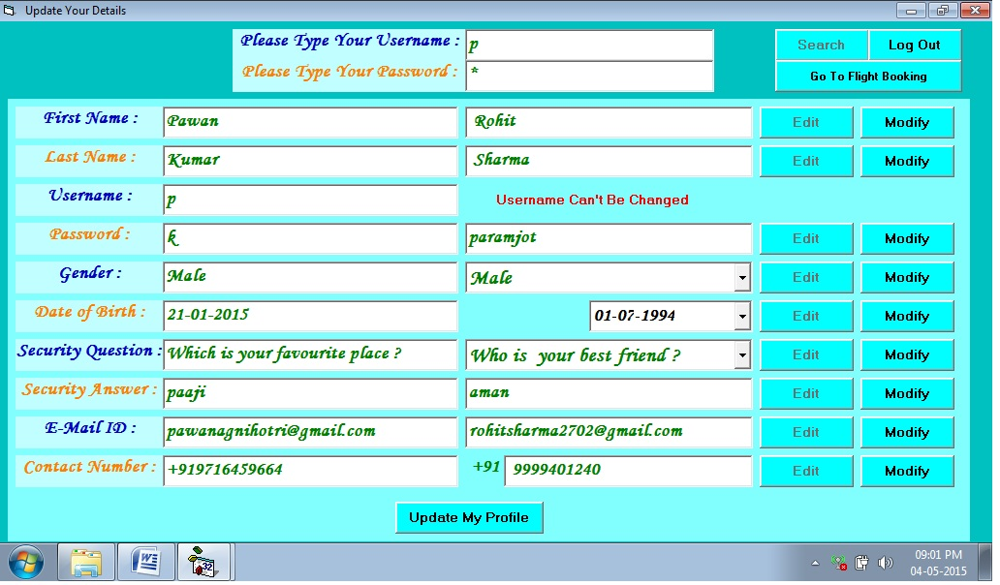 Update Your Details
Please Type Your Username : p
Please Type Your Password : *
Search Log Out
Go To Flight Booking
First Name : Pawan Rohit Edit Modify
Last Name : Kumar Sharma Edit Modify
Username : p Username Can't Be Changed
Password : k paramjot Edit Modify
Gender : Male Male Edit Modify
Date of Birth : 21-01-2015 01-07-1994 Edit Modify
Security Question : Which is your favourite place ? Who is your best friend ? Edit Modify
Security Answer : paaji aman Edit Modify
E-Mail ID : pawanagnihotri@gmail.com rohitsharma2702@gmail.com Edit Modify
Contact Number : +919716459664 +91 9999401240 Edit Modify
Update My Profile
09:01 PM
04-05-2015